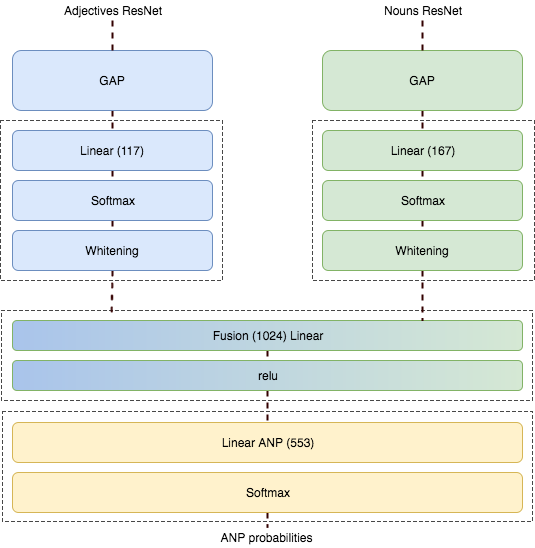 Adjectives ResNet
Nouns ResNet
GAP
GAP
Linear (117)
Linear (167)
Softmax
Softmax
Whitening
Whitening
Fusion (1024) Linear
relu
Linear ANP (553)
Softmax
ANP probabilities